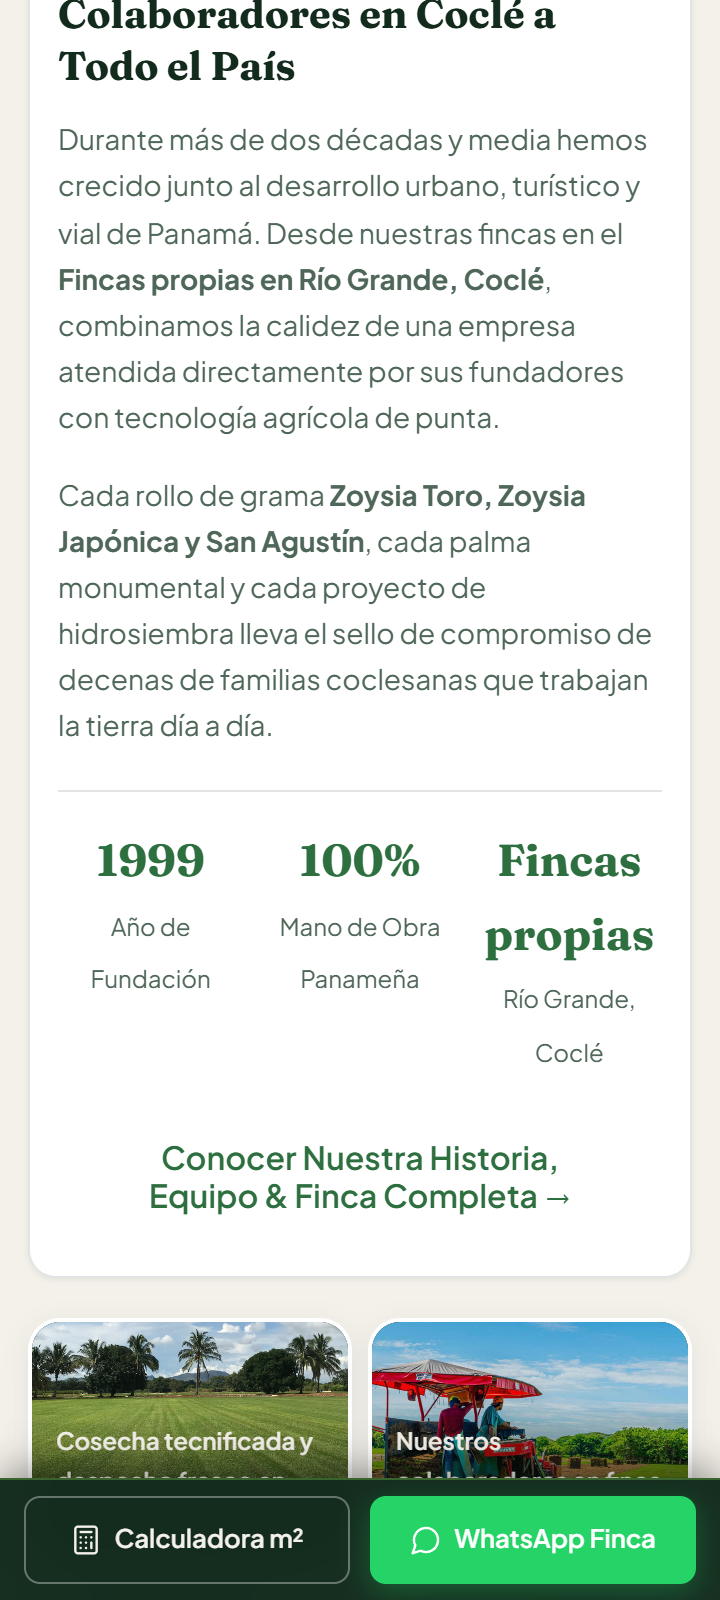 Colaboradores en Coclé a
Todo el País
Durante más de dos décadas y media hemos
crecido junto al desarrollo urbano, turístico y
vial de Panamá. Desde nuestras fincas en el
Fincas propias en Río Grande, Coclé,
combinamos la calidez de una empresa
atendida directamente por sus fundadores
con tecnología agrícola de punta.
Cada rollo de grama Zoysia Toro, Zoysia
Japónica y San Agustín, cada palma
monumental y cada proyecto de
hidrosiembra lleva el sello de compromiso de
decenas de familias coclesanas que trabajan
la tierra día a día.
1999
Año de
Fundación
100%
Mano de Obra
Panameña
Fincas
propias
Río Grande,
Coclé
Conocer Nuestra Historia,
Equipo & Finca Completa →
Cosecha tecnificada y
Nuestros
Calculadora m²
WhatsApp Finca